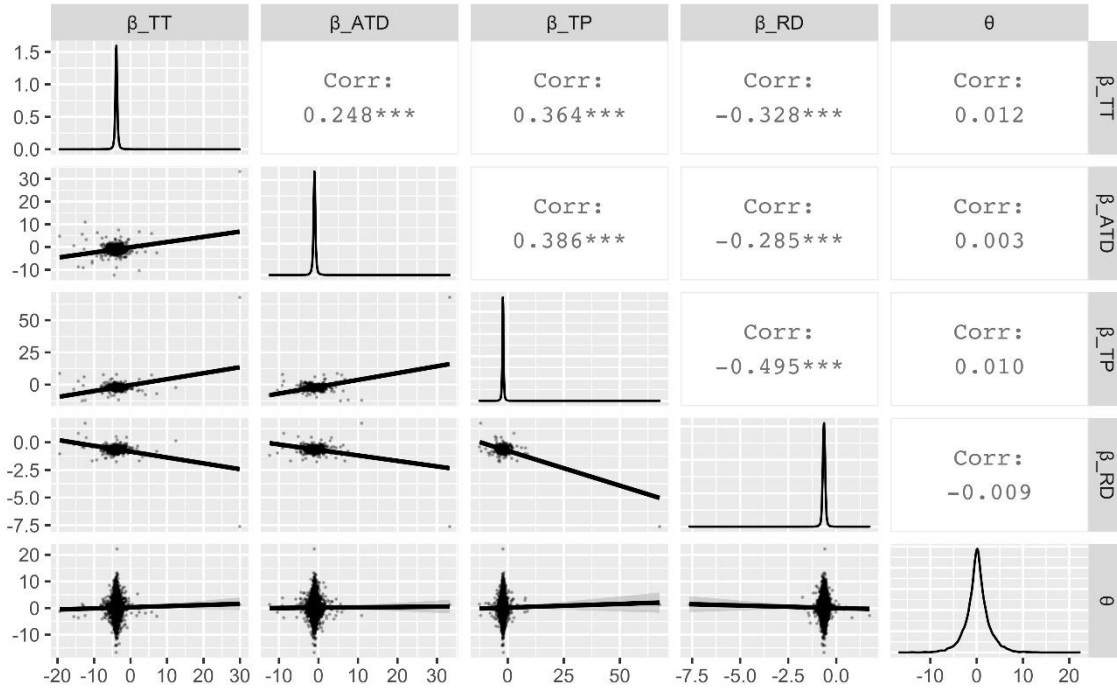 β_TT
β_ATD
β_TP
β_RD
θ
1.5
1.0
0.5
0.0
Corr:
0.248***
Corr:
0.364***
Corr:
-0.328***
Corr:
0.012
β_TT
30
20
10
0
-10
Corr:
0.386***
Corr:
-0.285***
Corr:
0.003
β_ATD
50
25
0
Corr:
-0.495***
Corr:
0.010
β_TP
0.0
-2.5
-5.0
-7.5
Corr:
-0.009
β_RD
20
10
0
-10
θ
-20 -10 0 10 20 30
-10 0 10 20 30
0 25 50
-7.5 -5.0 -2.5 0.0
-10 0 10 20